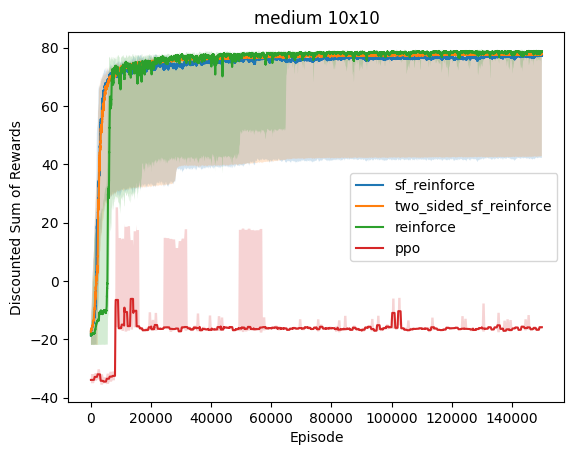 medium 10x10
Discounted Sum of Rewards
80
60
40
20
0
−20
−40
sf_reinforce
two_sided_sf_reinforce
reinforce
ppo
0 20000 40000 60000 80000 100000 120000 140000
Episode